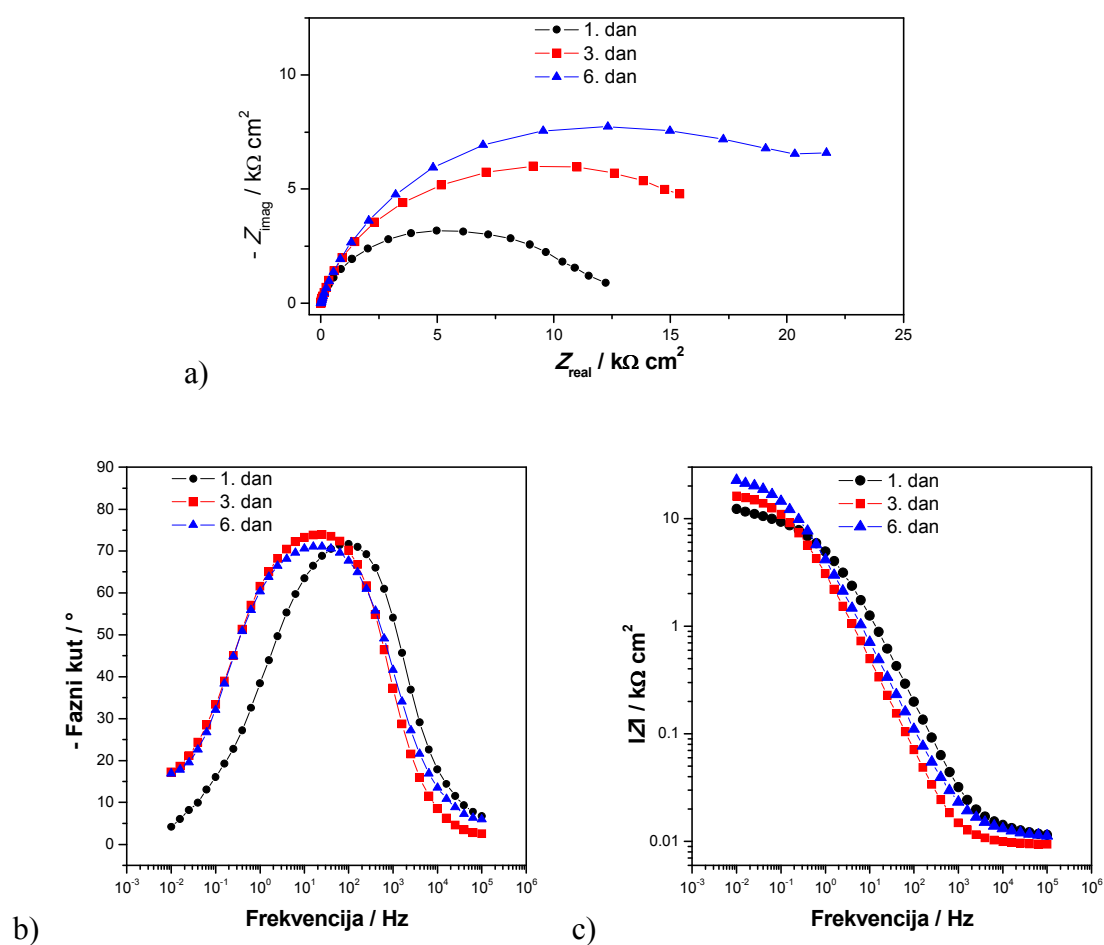 1. dan
3. dan
6. dan
10
5
0
- Zimag / kΩ cm²
0 5 10 15 20 25
Zreal / kΩ cm²
a)
90
80
70
60
50
40
30
20
10
0
- Fazni kut / °
1. dan
3. dan
6. dan
10⁻³ 10⁻² 10⁻¹ 10⁰ 10¹ 10² 10³ 10⁴ 10⁵ 10⁶
Frekvencija / Hz
b)
10
1
0.1
0.01
|Z| / kΩ cm²
1. dan
3. dan
6. dan
10⁻³ 10⁻² 10⁻¹ 10⁰ 10¹ 10² 10³ 10⁴ 10⁵ 10⁶
Frekvencija / Hz
c)